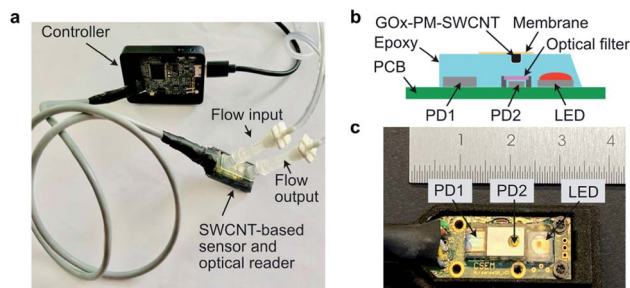 a
Controller
Flow input
Flow
output
SWCNT-based
sensor and
optical reader
b
GOx-PM-SWCNT
Membrane
Epoxy
Optical filter
PCB
PD1
PD2
LED
c
1 2 3 4
PD1
PD2
LED
CSEM